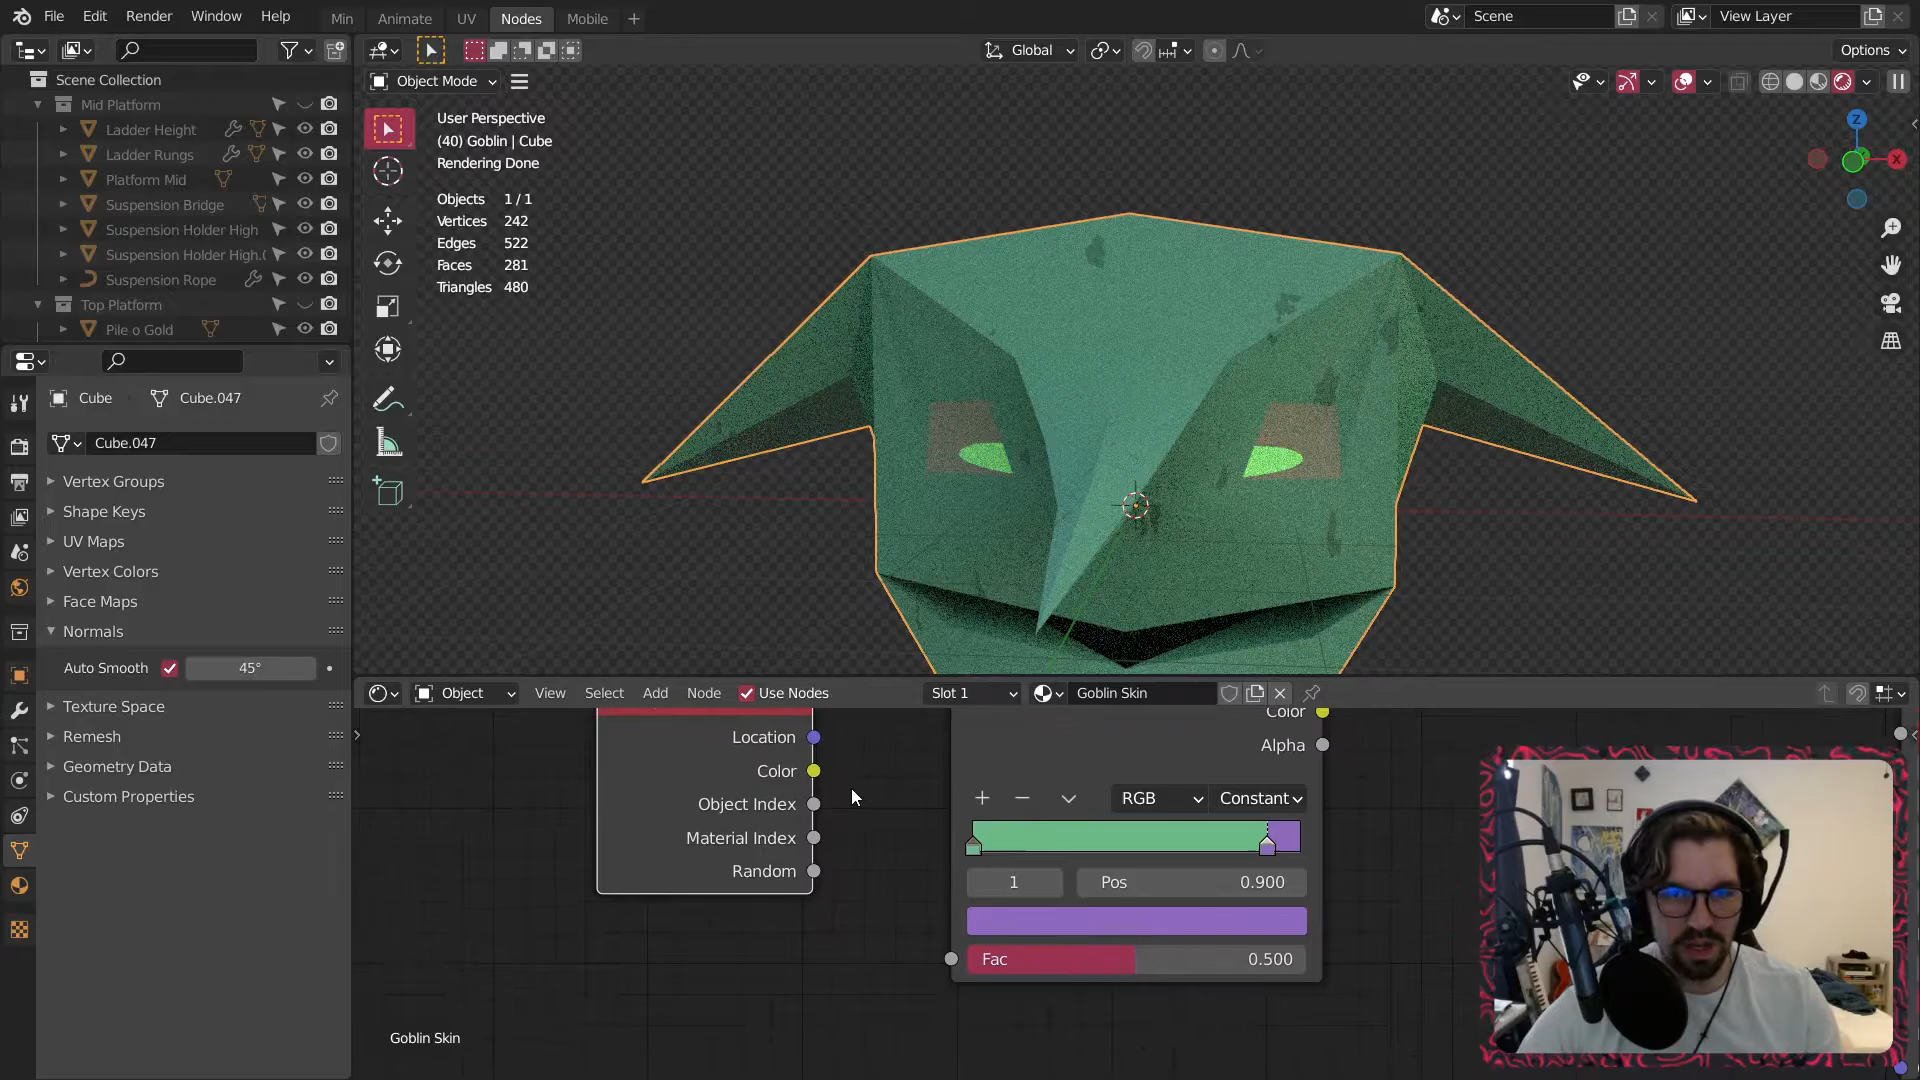 File Edit Render Window Help Min Animate UV Nodes Mobile + Scene View Layer
Global Options
Object Mode
Scene Collection
Mid Platform
Ladder Height
Ladder Rungs
Platform Mid
Suspension Bridge
Suspension Holder High
Suspension Holder High.
Suspension Rope
Top Platform
Pile o Gold
User Perspective
(40) Goblin | Cube
Rendering Done
Objects 1 / 1
Vertices 242
Edges 522
Faces 281
Triangles 480
Z
X
Cube Cube.047
Cube.047
Vertex Groups
Shape Keys
UV Maps
Vertex Colors
Face Maps
Normals
Auto Smooth 45°
Texture Space
Remesh
Geometry Data
Custom Properties
Object View Select Add Node Use Nodes Slot 1 Goblin Skin
Location
Color
Object Index
Material Index
Random
Color
Alpha
RGB Constant
1 Pos 0.900
Fac 0.500
Goblin Skin